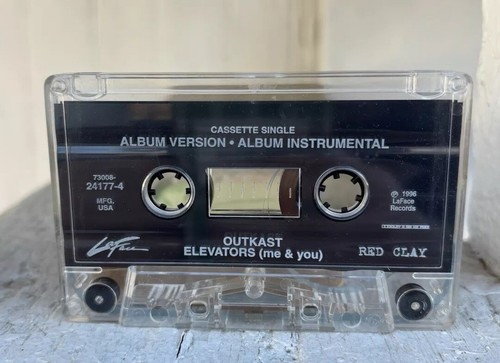 CASSETTE SINGLE
ALBUM VERSION • ALBUM INSTRUMENTAL
73008-
24177-4
MFG.
USA
℗ 1996
LaFace
Records
LaFace
OUTKAST
ELEVATORS (me & you)
RED CLAY